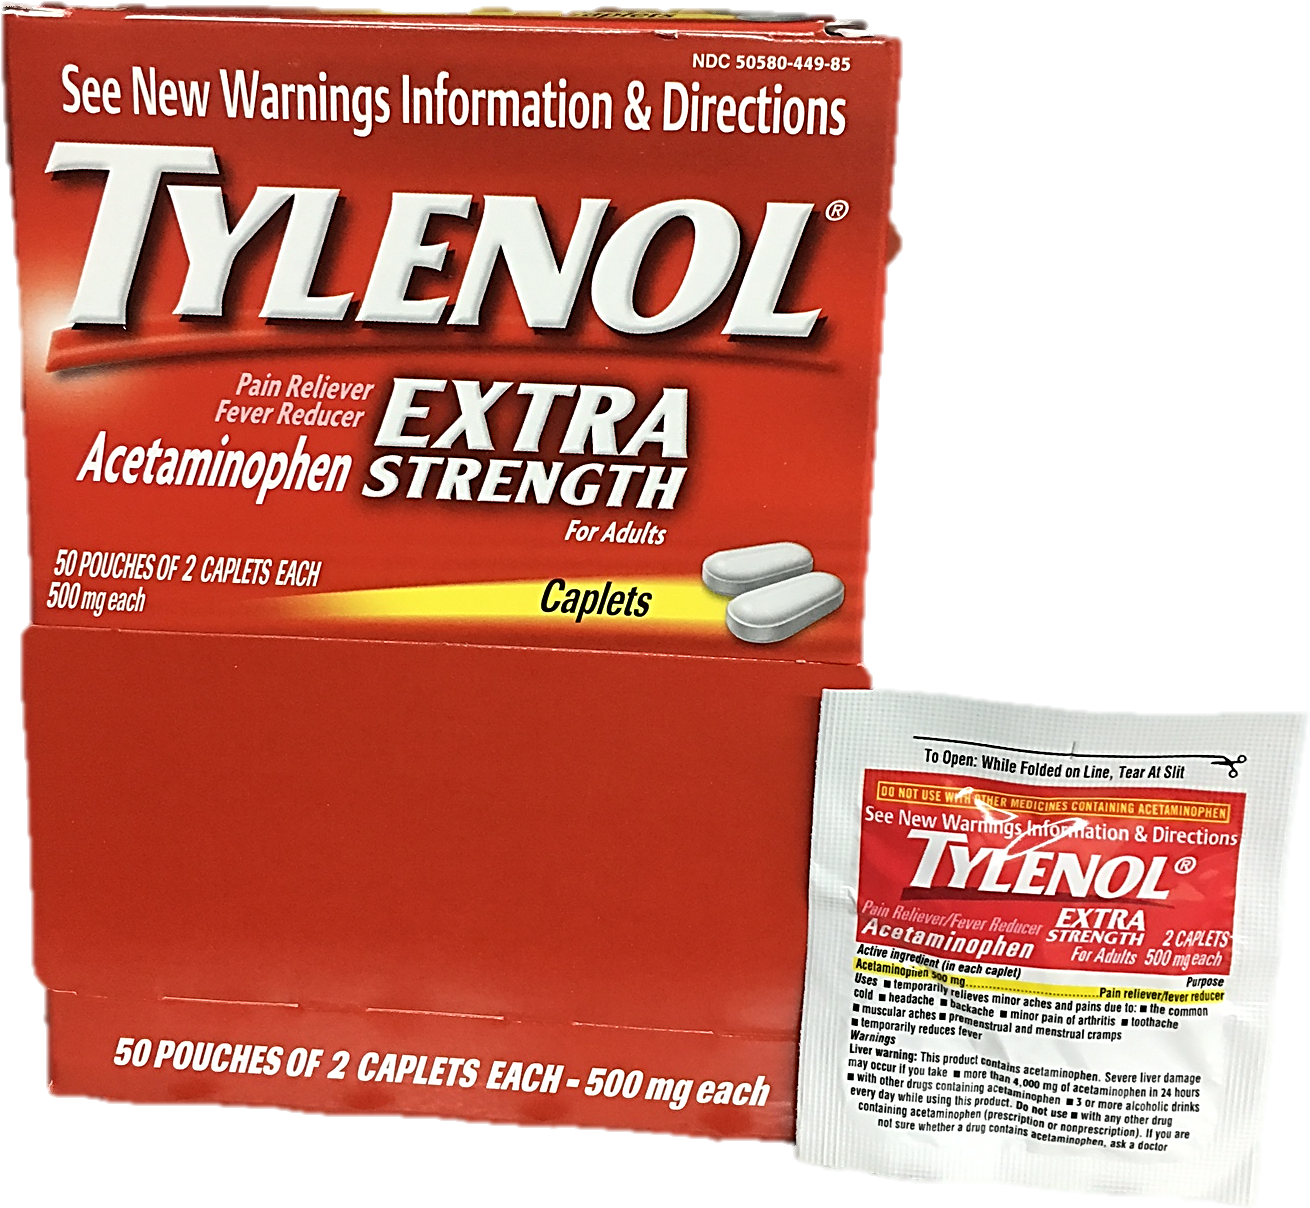 Caplets
NDC 50580-449-85
See New Warnings Information & Directions
TYLENOL®
Pain Reliever
Fever Reducer
Acetaminophen
EXTRA
STRENGTH
For Adults
50 POUCHES OF 2 CAPLETS EACH
500 mg each
Caplets
50 POUCHES OF 2 CAPLETS EACH - 500 mg each
To Open: While Folded on Line, Tear At Slit
DO NOT USE WITH OTHER MEDICINES CONTAINING ACETAMINOPHEN
See New Warnings Information & Directions
TYLENOL®
Pain Reliever/Fever Reducer
Acetaminophen
EXTRA
STRENGTH
For Adults
2 CAPLETS
500 mg each
Active ingredient (in each caplet) Purpose
Acetaminophen 500 mg..............................Pain reliever/fever reducer
Uses ■ temporarily relieves minor aches and pains due to: ■ the common
cold ■ headache ■ backache ■ minor pain of arthritis ■ toothache
■ muscular aches ■ premenstrual and menstrual cramps
■ temporarily reduces fever
Warnings
Liver warning: This product contains acetaminophen. Severe liver damage
may occur if you take ■ more than 4,000 mg of acetaminophen in 24 hours
■ with other drugs containing acetaminophen ■ 3 or more alcoholic drinks
every day while using this product. Do not use ■ with any other drug
containing acetaminophen (prescription or nonprescription). If you are
not sure whether a drug contains acetaminophen, ask a doctor